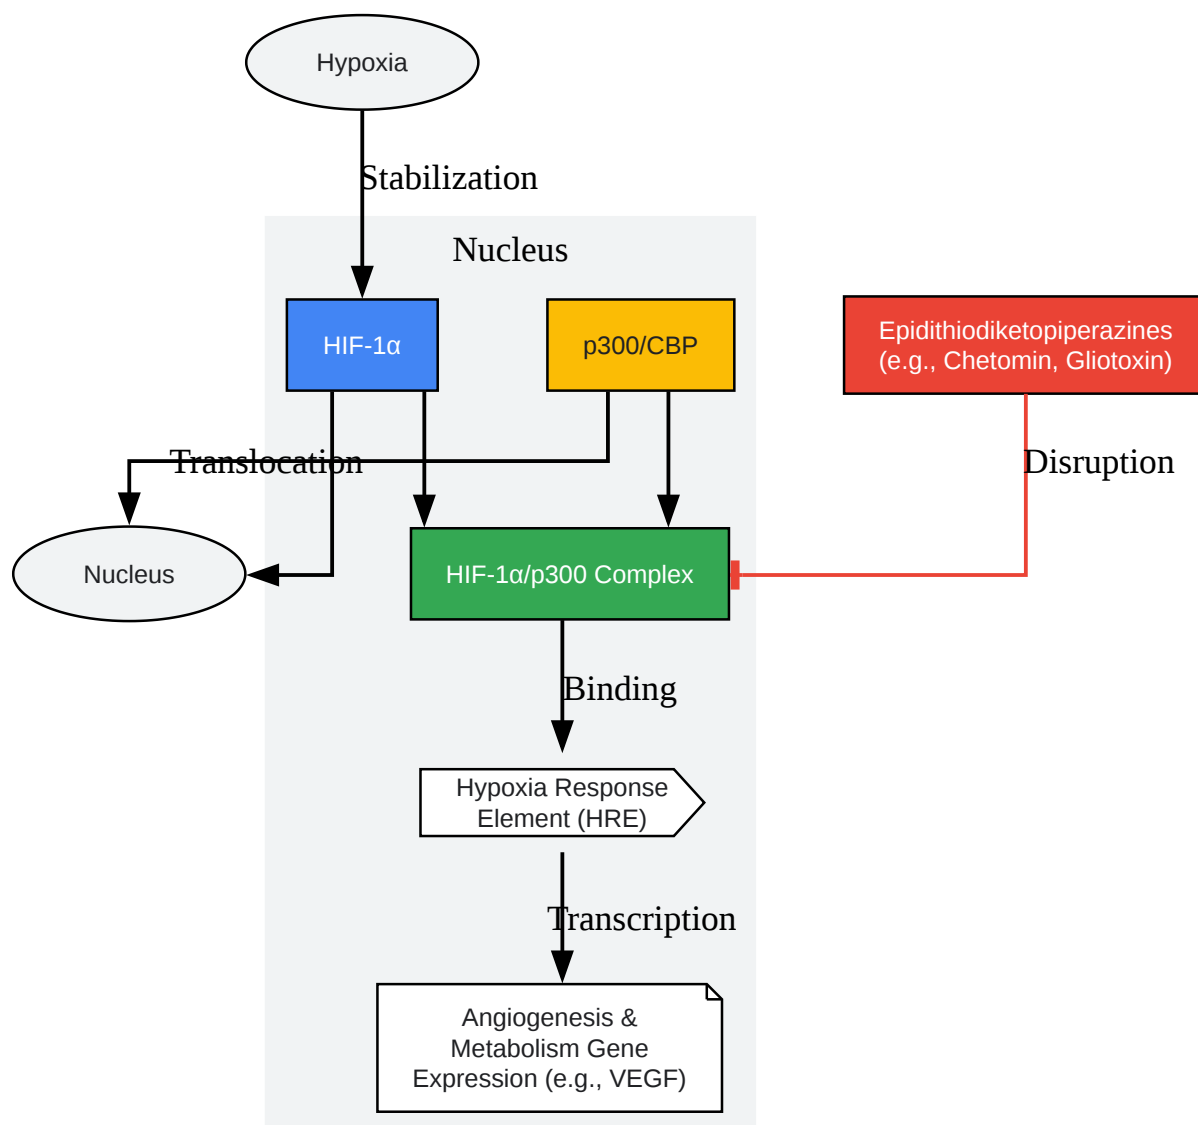 Hypoxia
Stabilization
Nucleus
HIF-1α
p300/CBP
Epidithiodiketopiperazines
(e.g., Chetomin, Gliotoxin)
Translocation
Disruption
Nucleus
HIF-1α/p300 Complex
Binding
Hypoxia Response
Element (HRE)
Transcription
Angiogenesis &
Metabolism Gene
Expression (e.g., VEGF)